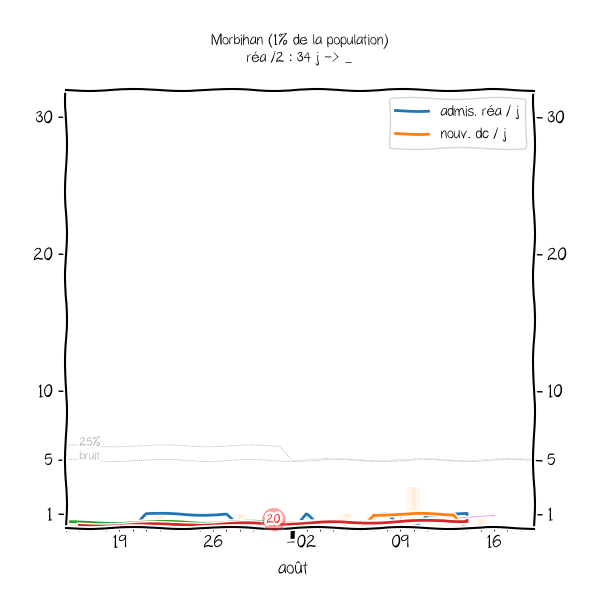 Morbihan (1% de la population)
réa /2 : 34 j -> _
admis. réa / j
nouv. dc / j
30
30
20
20
10
10
25%
bruit
5
5
20
1
1
19
26
02
09
16
août